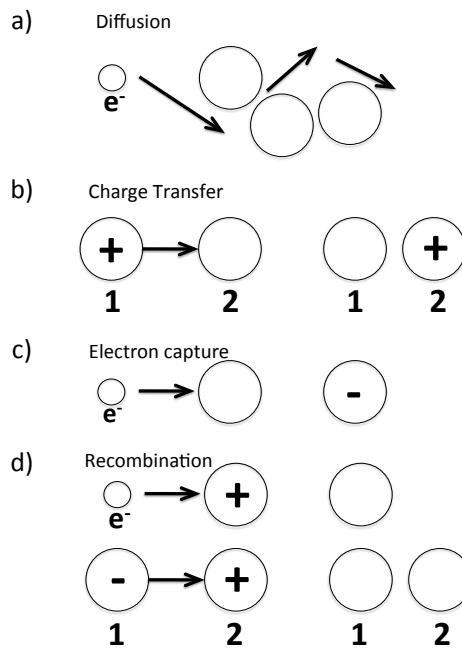 a) Diffusion
e-
b) Charge Transfer
+ +
1 2 1 2
c) Electron capture
e- -
d) Recombination
+
e-
- +
1 2 1 2